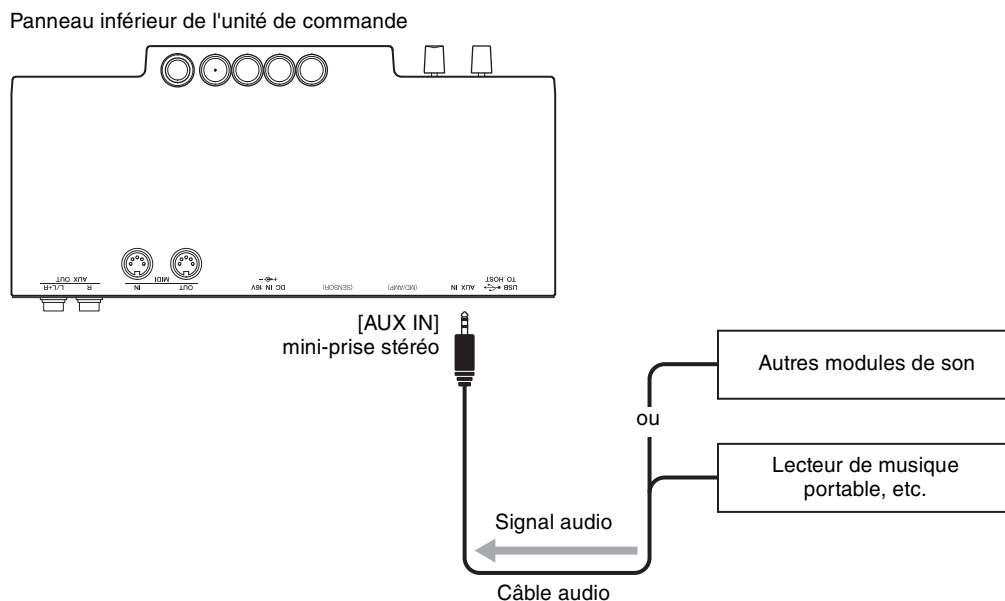 Panneau inférieur de l'unité de commande
L/L+R
R
AUX OUT
IN
OUT
MIDI
DC IN 16V
(SENSOR)
(MD/AMP)
AUX IN
USB
TO HOST
[AUX IN]
mini-prise stéréo
Autres modules de son
ou
Lecteur de musique
portable, etc.
Signal audio
Câble audio